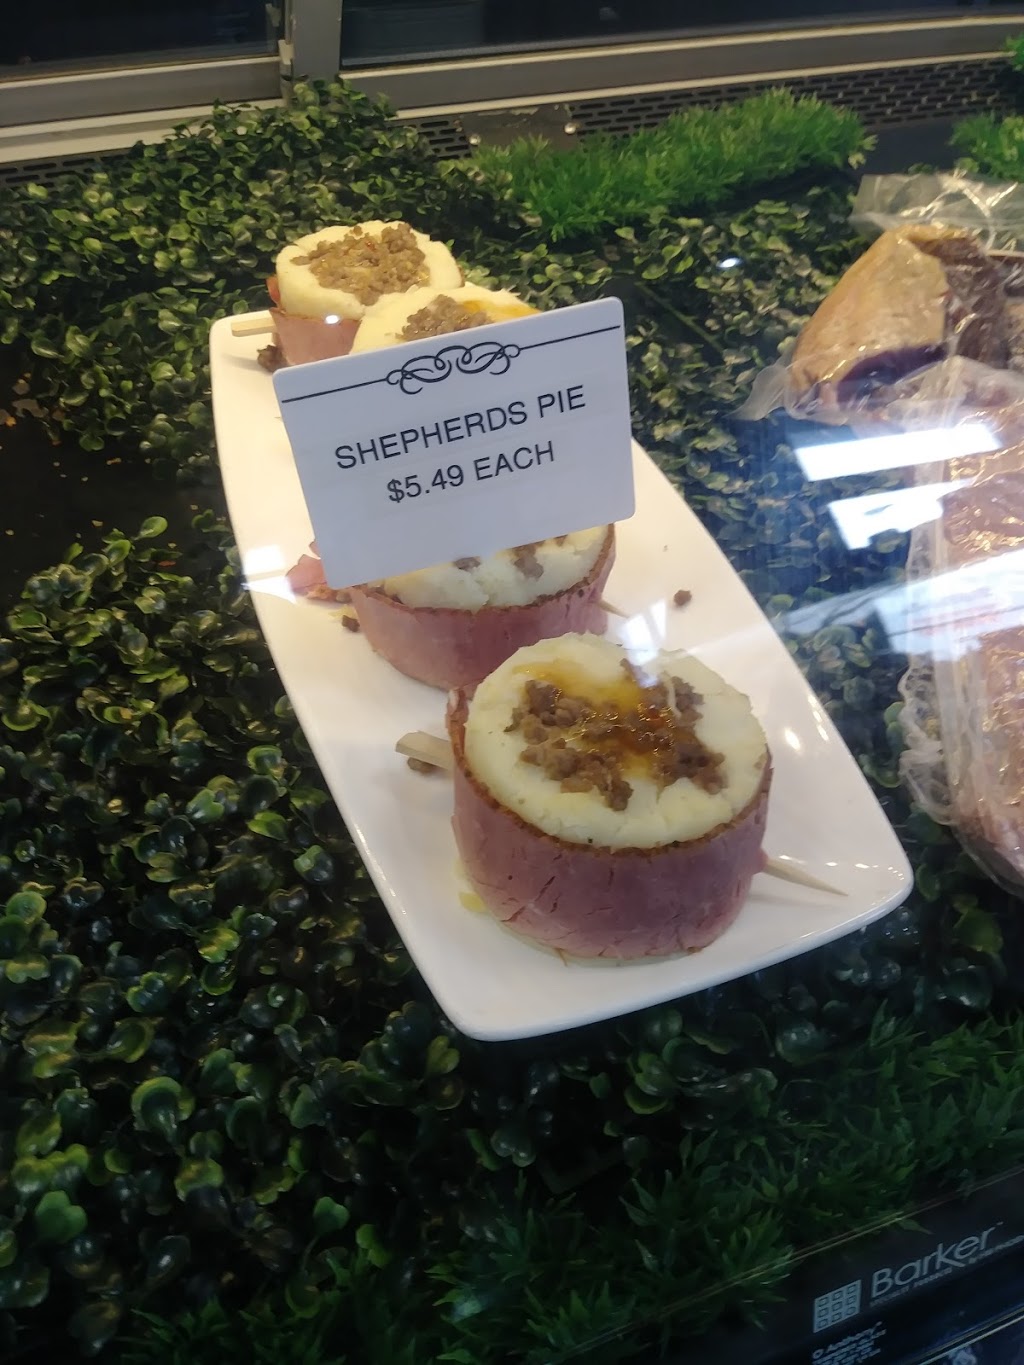 SHEPHERDS PIE
$5.49 EACH
Barker